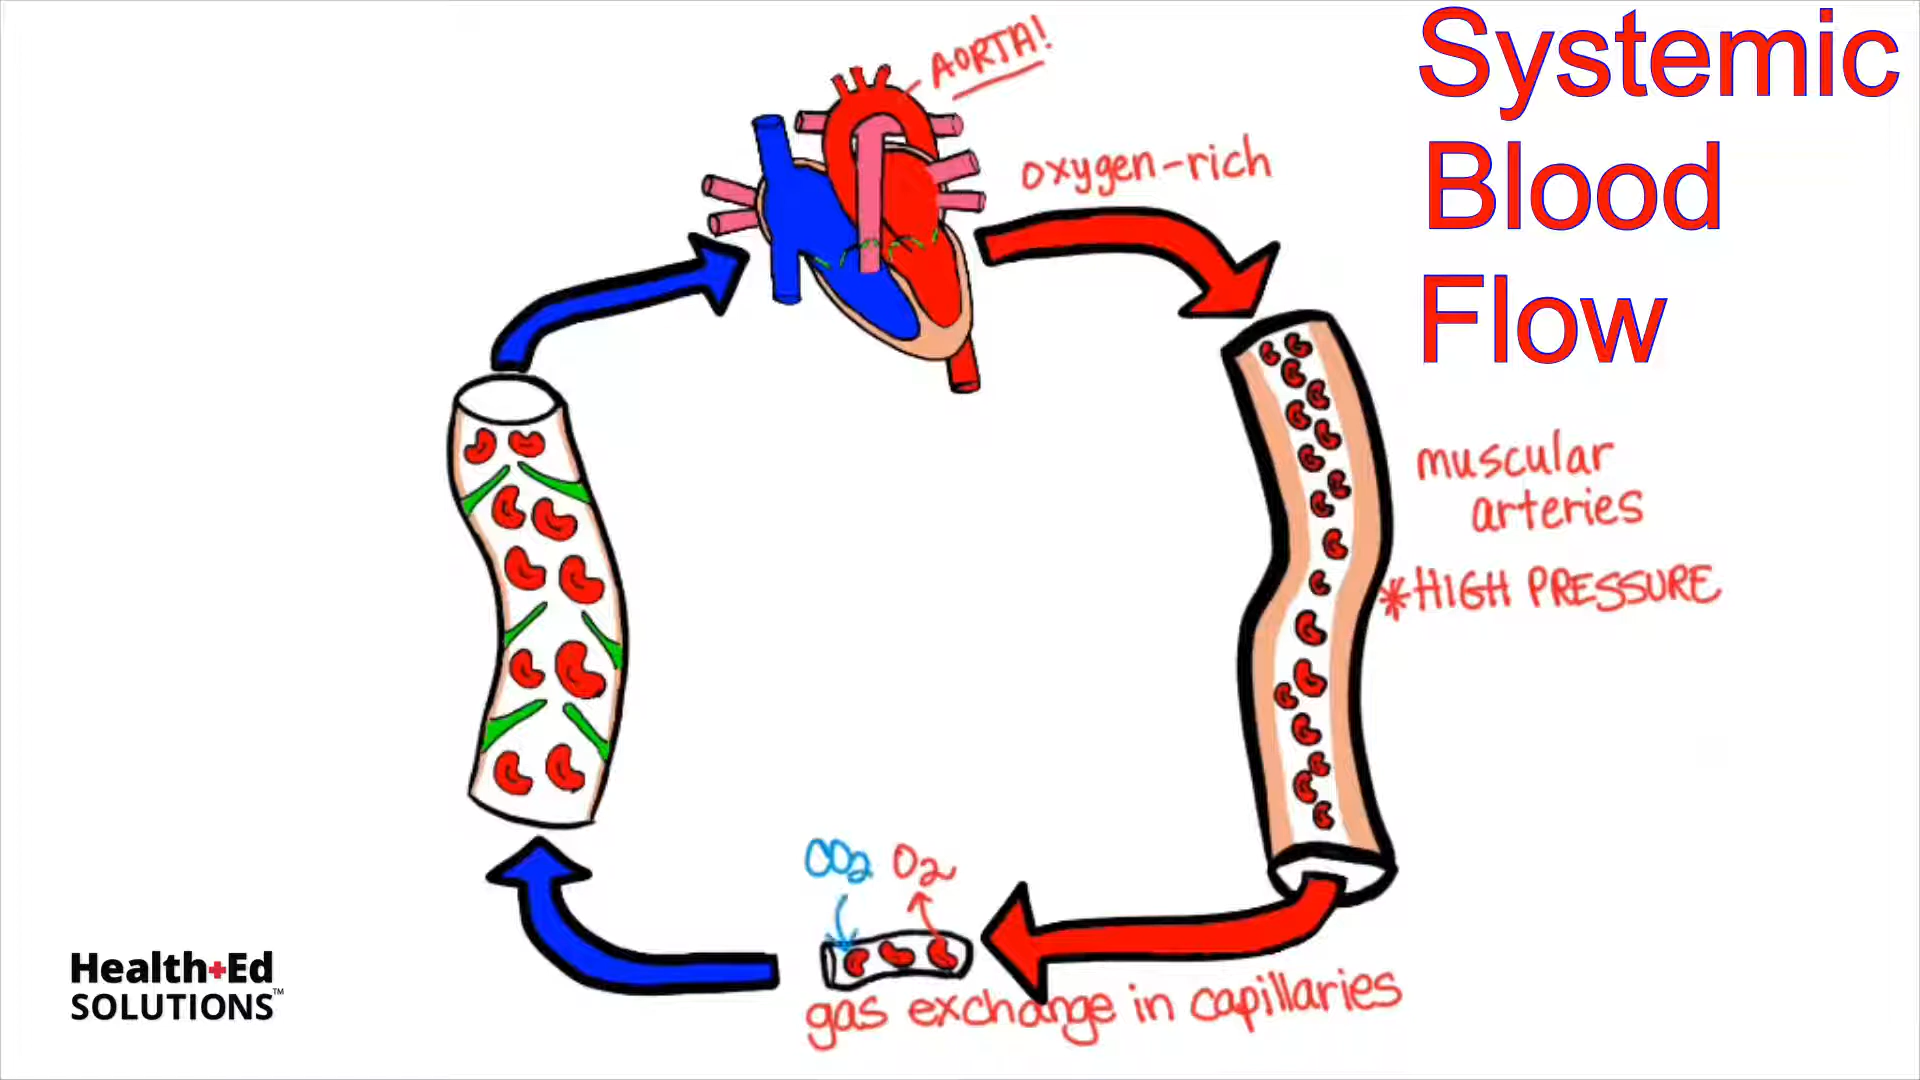 Systemic
Blood
Flow
AORTA!
oxygen-rich
muscular
arteries
*HIGH PRESSURE
CO2 O2
gas exchange in capillaries
Health+Ed
SOLUTIONS™